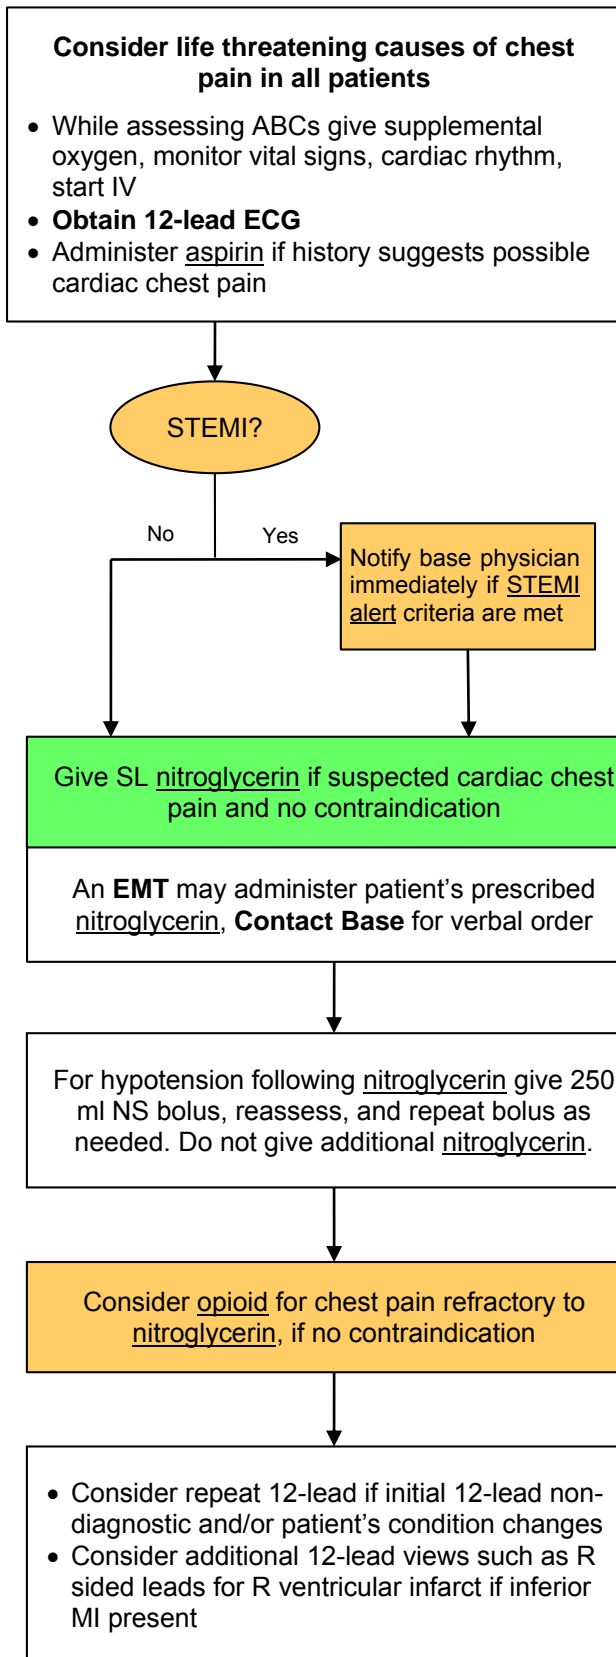 Consider life threatening causes of chest
pain in all patients
• While assessing ABCs give supplemental
oxygen, monitor vital signs, cardiac rhythm,
start IV
• Obtain 12-lead ECG
• Administer aspirin if history suggests possible
cardiac chest pain
STEMI?
No
Yes
Notify base physician
immediately if STEMI
alert criteria are met
Give SL nitroglycerin if suspected cardiac chest
pain and no contraindication
An EMT may administer patient's prescribed
nitroglycerin, Contact Base for verbal order
For hypotension following nitroglycerin give 250
ml NS bolus, reassess, and repeat bolus as
needed. Do not give additional nitroglycerin.
Consider opioid for chest pain refractory to
nitroglycerin, if no contraindication
• Consider repeat 12-lead if initial 12-lead non-
diagnostic and/or patient's condition changes
• Consider additional 12-lead views such as R
sided leads for R ventricular infarct if inferior
MI present